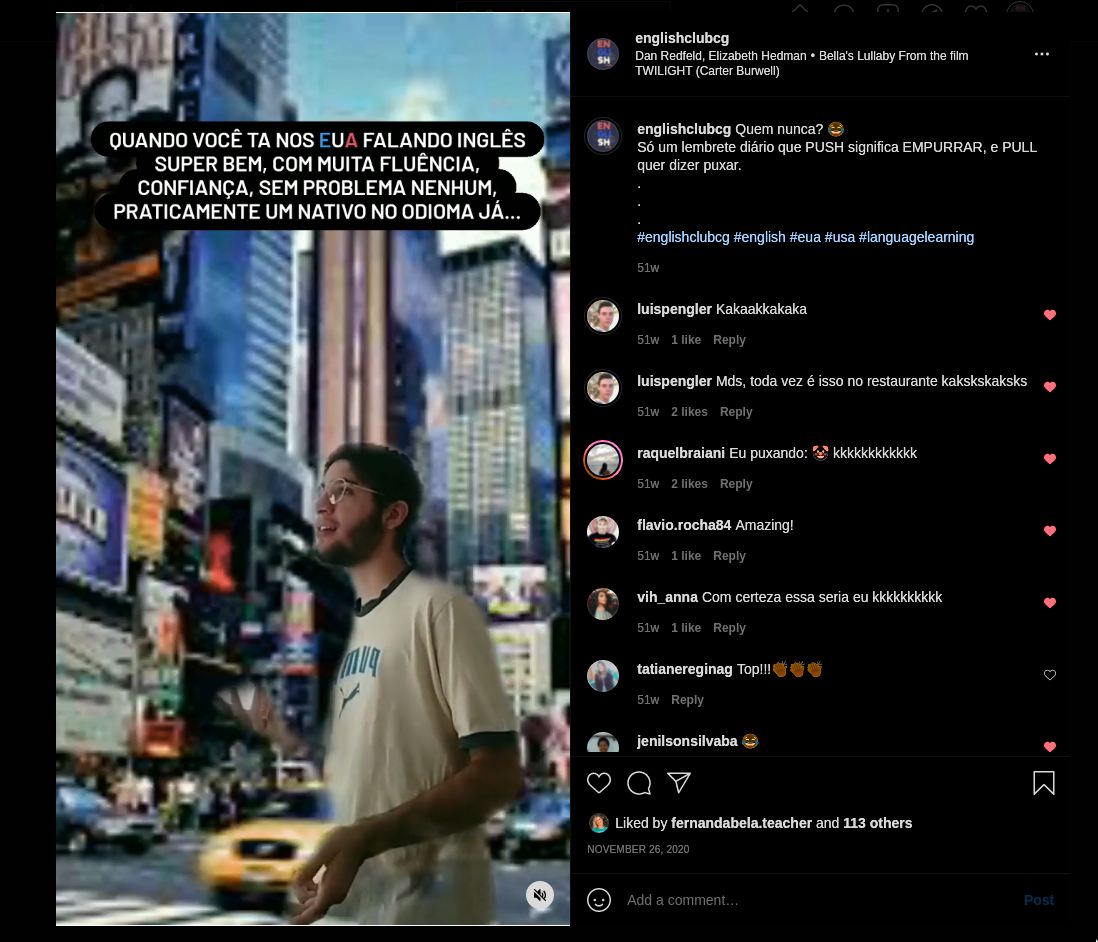 QUANDO VOCÊ TA NOS EUA FALANDO INGLÊS
SUPER BEM, COM MUITA FLUÊNCIA,
CONFIANÇA, SEM PROBLEMA NENHUM,
PRATICAMENTE UM NATIVO NO ODIOMA JÁ...
PUMA
EN
GLI
SH
englishclubcg
Dan Redfeld, Elizabeth Hedman • Bella's Lullaby From the film
TWILIGHT (Carter Burwell)
EN
GLI
SH
englishclubcg Quem nunca? 😂
Só um lembrete diário que PUSH significa EMPURRAR, e PULL
quer dizer puxar.
.
.
.
#englishclubcg #english #eua #usa #languagelearning
51w
luispengler Kakaakkakaka
51w 1 like Reply
luispengler Mds, toda vez é isso no restaurante kakskskaksks
51w 2 likes Reply
raquelbraiani Eu puxando: 🤡 kkkkkkkkkkkk
51w 2 likes Reply
flavio.rocha84 Amazing!
51w 1 like Reply
vih_anna Com certeza essa seria eu kkkkkkkkkk
51w 1 like Reply
tatianereginag Top!!!👏🏾👏🏾👏🏾
51w Reply
jenilsonsilvaba 😂
Liked by fernandabela.teacher and 113 others
NOVEMBER 26, 2020
Add a comment…
Post